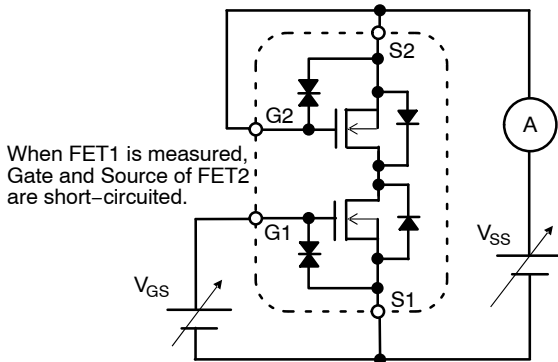 S2
G2
A
When FET1 is measured,
Gate and Source of FET2
are short−circuited.
G1
VSS
VGS
S1